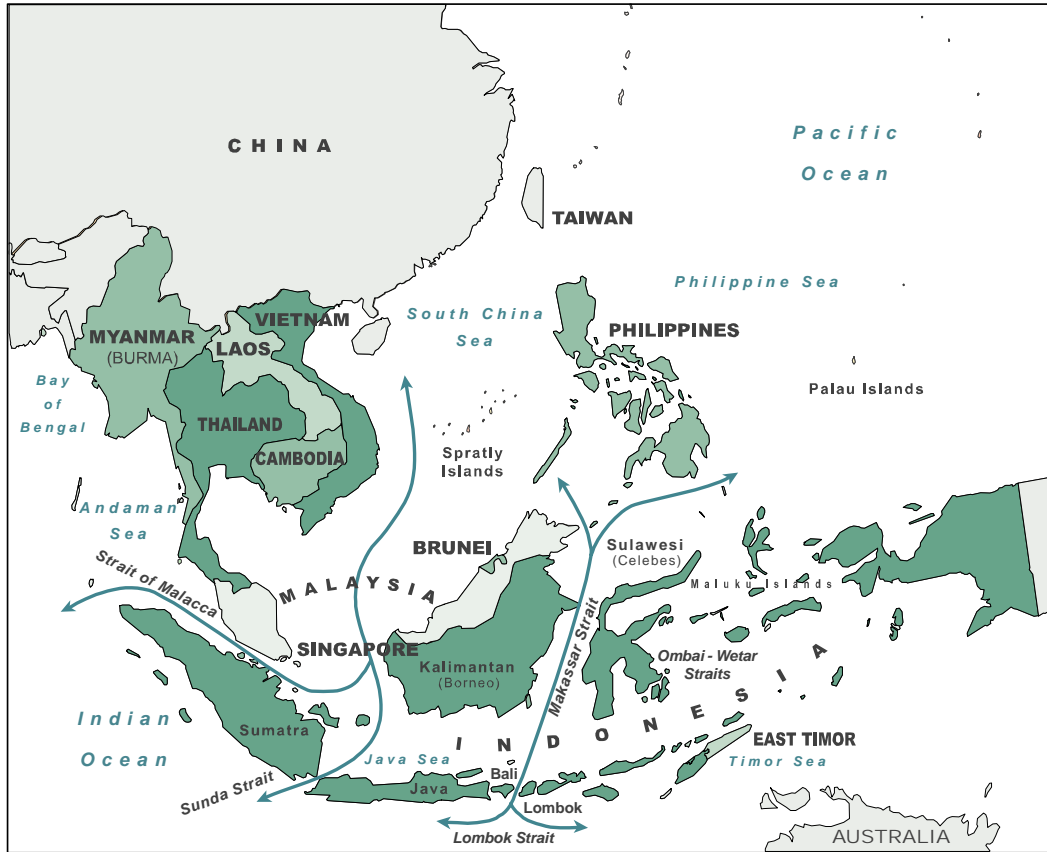 CHINA
Pacific
Ocean
TAIWAN
Philippine Sea
South China
Sea
PHILIPPINES
VIETNAM
MYANMAR
(BURMA)
LAOS
Bay
of
Bengal
Palau Islands
THAILAND
CAMBODIA
Spratly
Islands
Andaman
Sea
BRUNEI
Sulawesi
(Celebes)
Strait of Malacca
MALAYSIA
Maluku Islands
SINGAPORE
Kalimantan
(Borneo)
Makassar Strait
Ombai - Wetar
Straits
INDONESIA
Indian
Ocean
Sumatra
EAST TIMOR
Java Sea
Timor Sea
Bali
Sunda Strait
Java
Lombok
Lombok Strait
AUSTRALIA